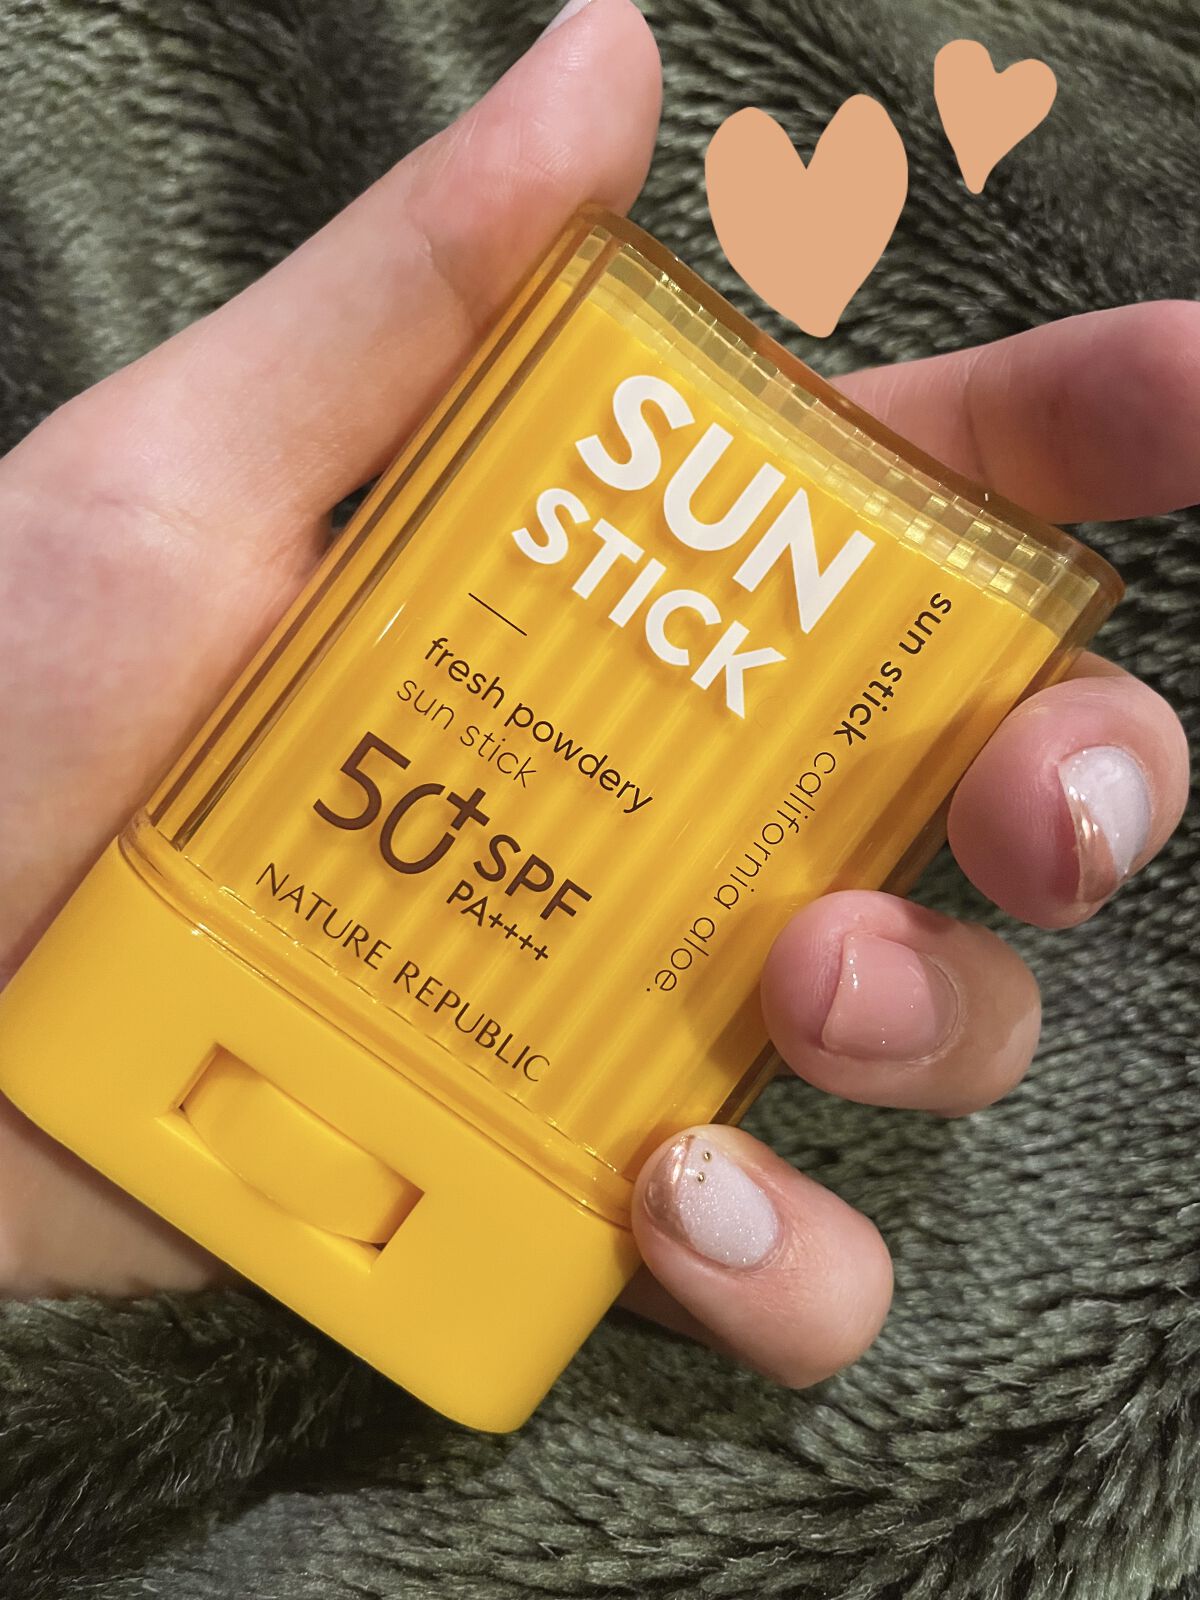 SUN
STICK
fresh powdery
sun stick
50+ SPF
PA++++
NATURE REPUBLIC
sun stick california aloe.